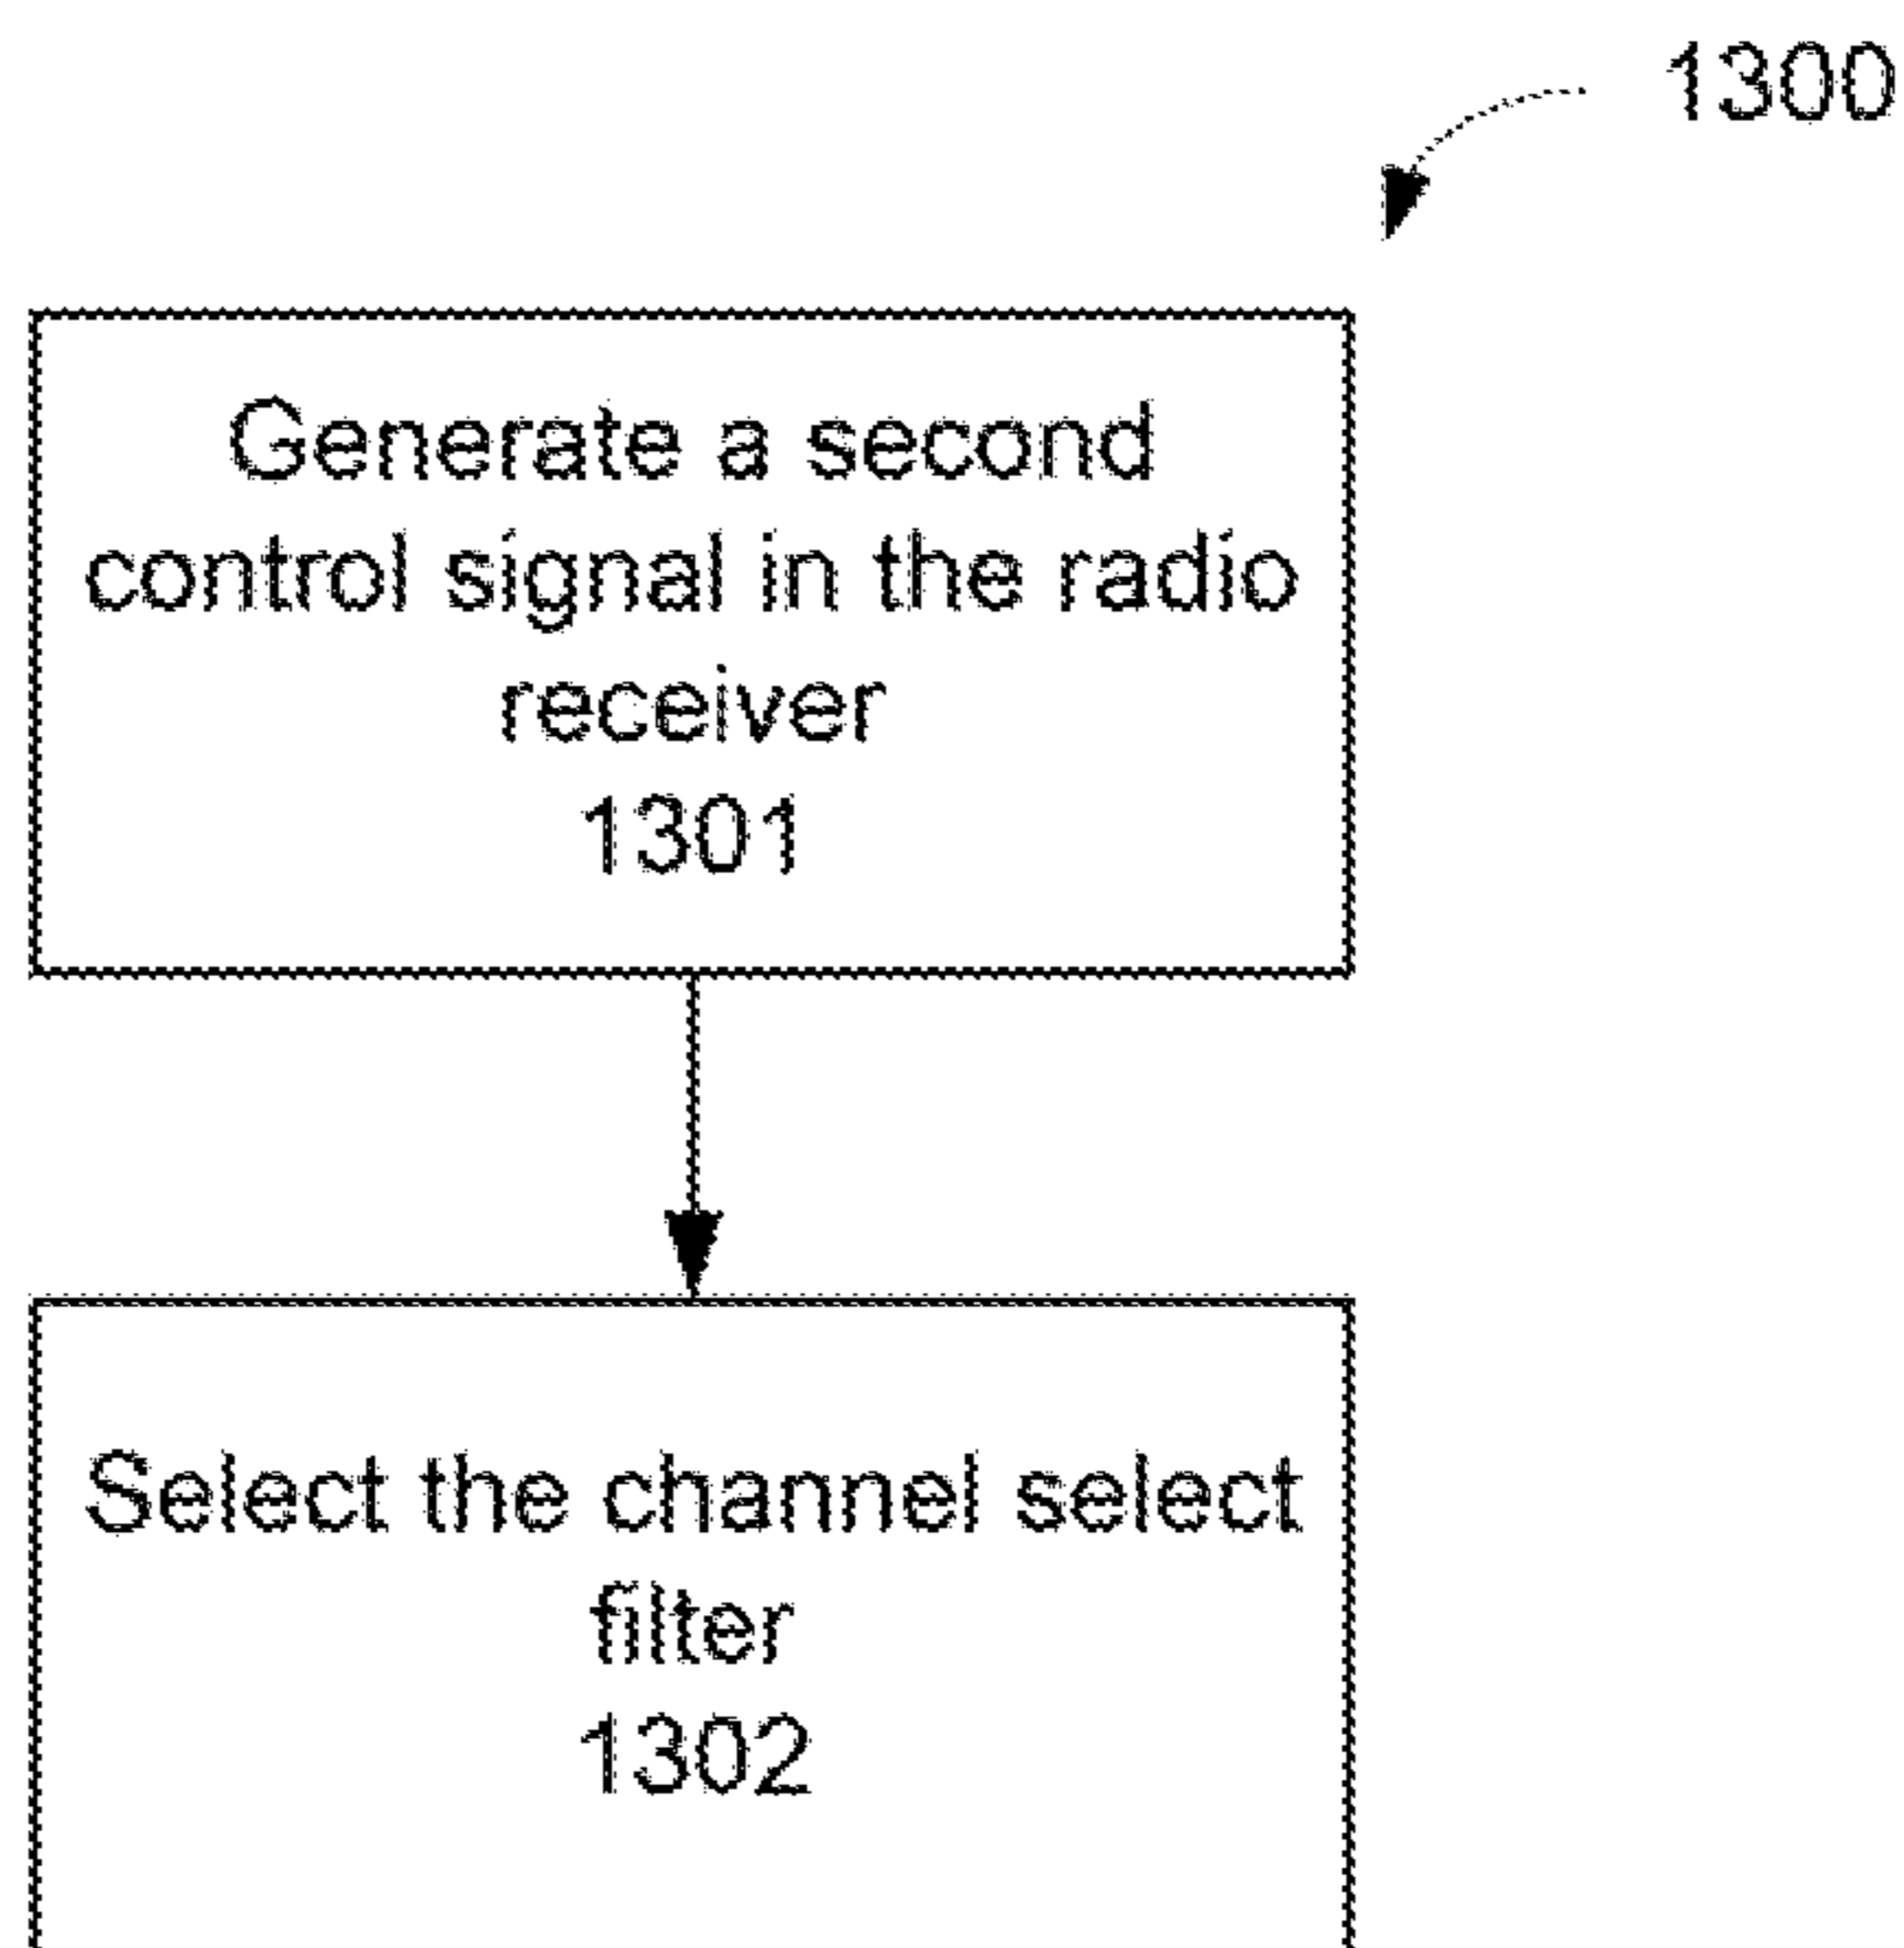 1300
Generate a second
control signal in the radio
receiver
1301
Select the channel select
filter
1302